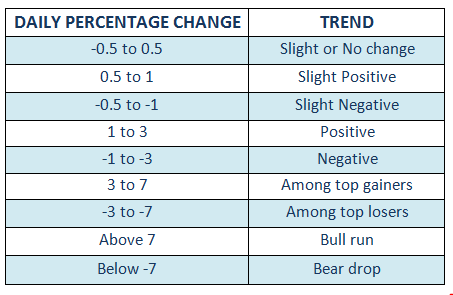 DAILY PERCENTAGE CHANGE TREND
-0.5 to 0.5 Slight or No change
0.5 to 1 Slight Positive
-0.5 to -1 Slight Negative
1 to 3 Positive
-1 to -3 Negative
3 to 7 Among top gainers
-3 to -7 Among top losers
Above 7 Bull run
Below -7 Bear drop